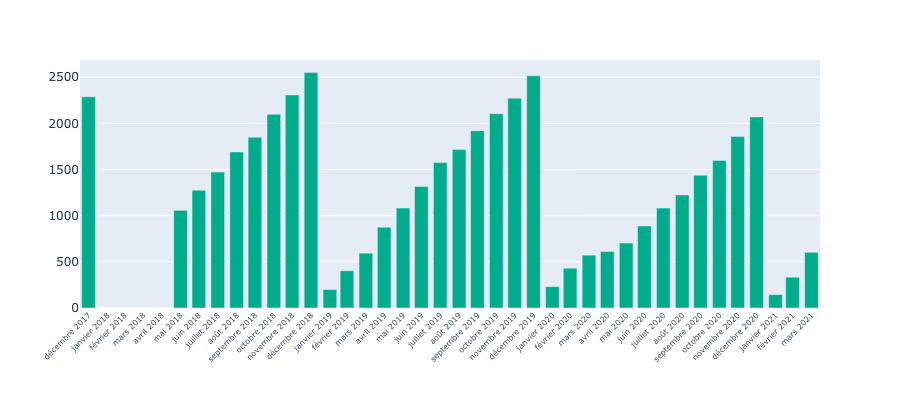 2500
2000
1500
1000
500
0
décembre 2017
janvier 2018
février 2018
mars 2018
avril 2018
mai 2018
juin 2018
juillet 2018
août 2018
septembre 2018
octobre 2018
novembre 2018
décembre 2018
janvier 2019
février 2019
mars 2019
avril 2019
mai 2019
juin 2019
juillet 2019
août 2019
septembre 2019
octobre 2019
novembre 2019
décembre 2019
janvier 2020
février 2020
mars 2020
avril 2020
mai 2020
juin 2020
juillet 2020
août 2020
septembre 2020
octobre 2020
novembre 2020
décembre 2020
janvier 2021
février 2021
mars 2021